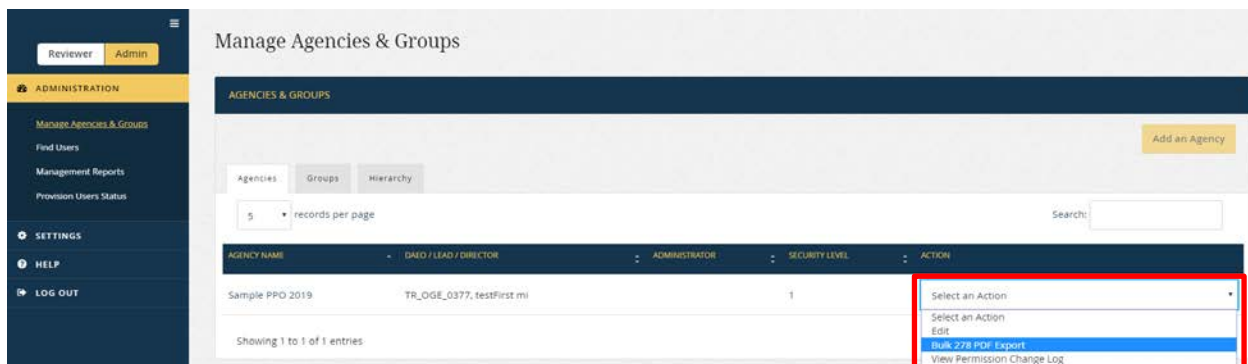 Reviewer Admin
ADMINISTRATION
Manage Agencies & Groups
Find Users
Management Reports
Provision Users Status
SETTINGS
HELP
LOG OUT
Manage Agencies & Groups
AGENCIES & GROUPS
Add an Agency
Agencies Groups Hierarchy
5 records per page Search:
AGENCY NAME DAEO / LEAD / DIRECTOR ADMINISTRATOR SECURITY LEVEL ACTION
Sample PPO 2019 TR_OGE_0377, testFirst mi 1 Select an Action
Select an Action
Edit
Bulk 278 PDF Export
View Permission Change Log
Showing 1 to 1 of 1 entries